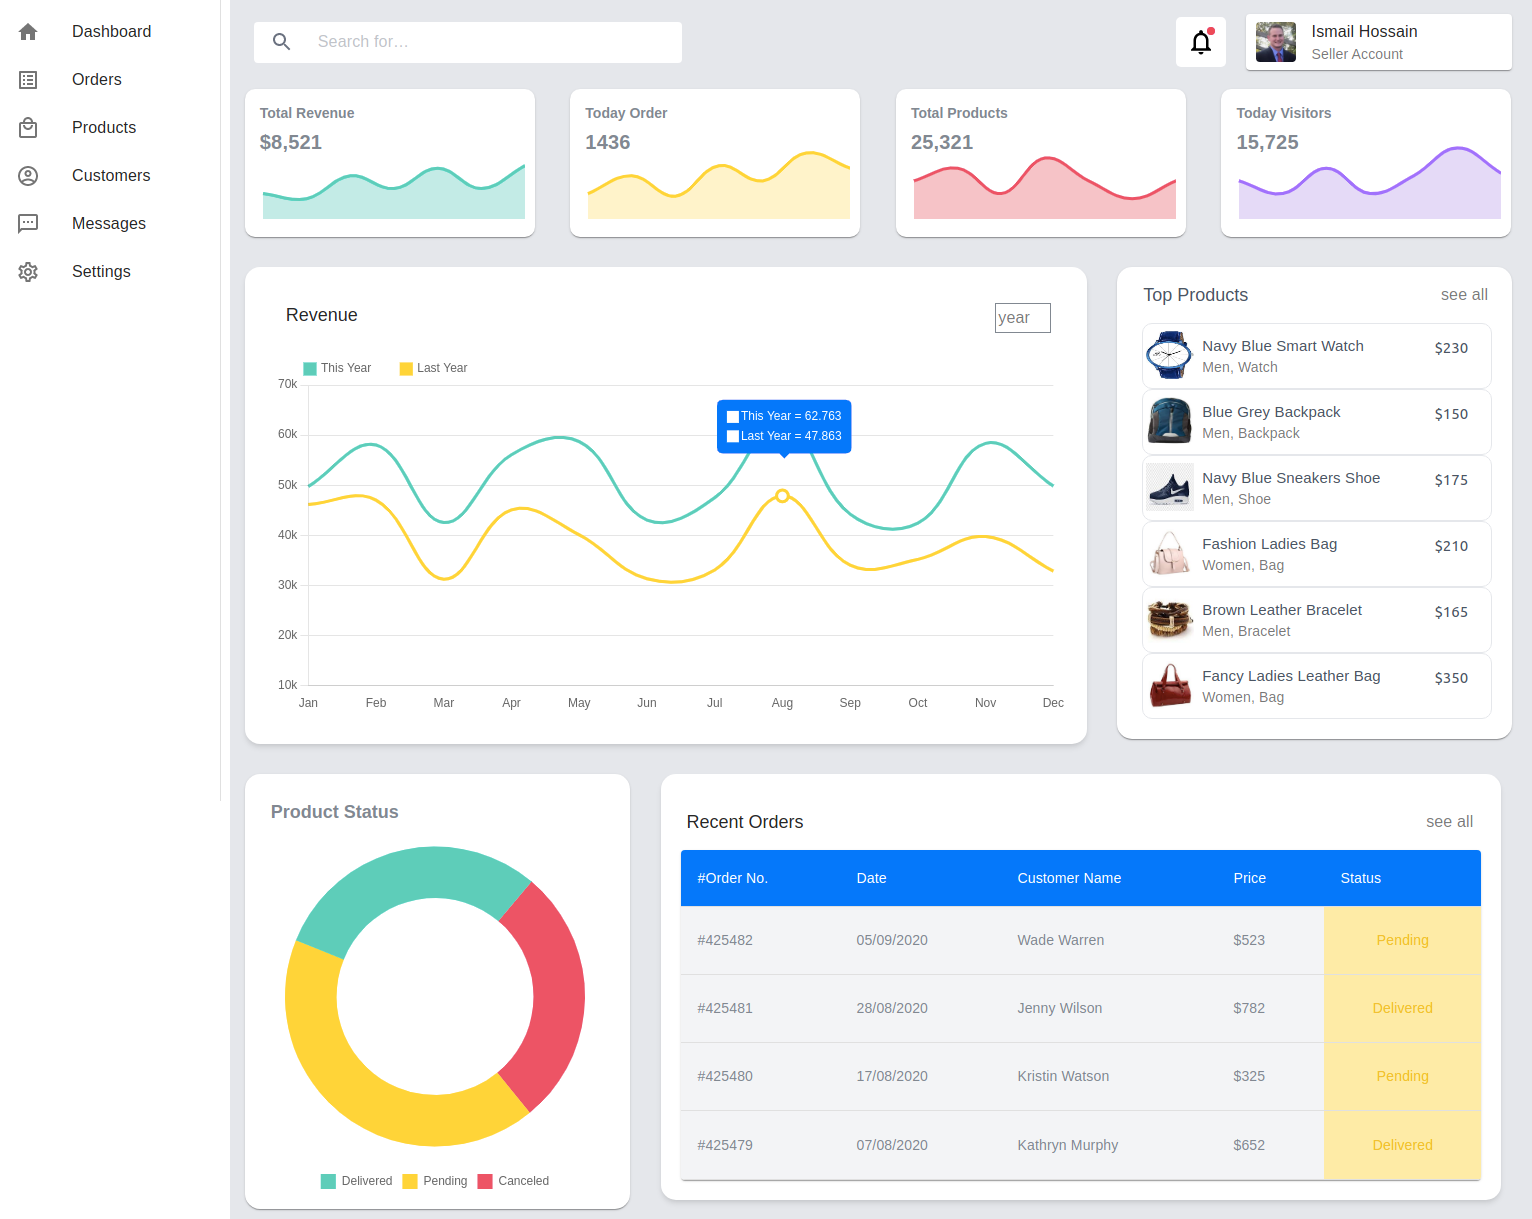 Dashboard
Orders
Products
Customers
Messages
Settings
Search for...
Ismail Hossain
Seller Account
Total Revenue
$8,521
Today Order
1436
Total Products
25,321
Today Visitors
15,725
Revenue
year
This Year
Last Year
70k
60k
50k
40k
30k
20k
10k
This Year = 62.763
Last Year = 47.863
Jan Feb Mar Apr May Jun Jul Aug Sep Oct Nov Dec
Top Products
see all
Navy Blue Smart Watch
$230
Men, Watch
Blue Grey Backpack
$150
Men, Backpack
Navy Blue Sneakers Shoe
$175
Men, Shoe
Fashion Ladies Bag
$210
Women, Bag
Brown Leather Bracelet
$165
Men, Bracelet
Fancy Ladies Leather Bag
$350
Women, Bag
Product Status
Delivered Pending Canceled
Recent Orders
see all
#Order No. Date Customer Name Price Status
#425482 05/09/2020 Wade Warren $523 Pending
#425481 28/08/2020 Jenny Wilson $782 Delivered
#425480 17/08/2020 Kristin Watson $325 Pending
#425479 07/08/2020 Kathryn Murphy $652 Delivered